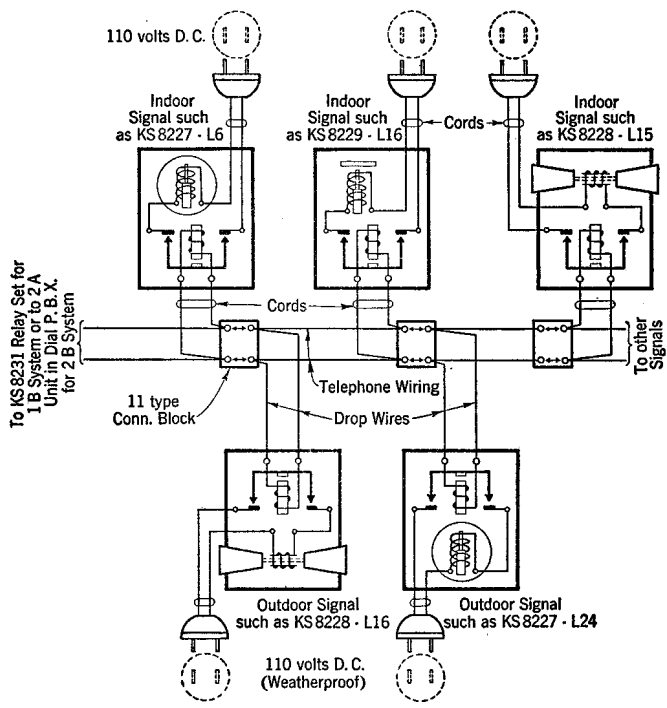 110 volts D. C.
Indoor
Signal such
as KS 8227 - L6
Indoor
Signal such
as KS 8229 - L16
Cords
Indoor
Signal such
as KS 8228 - L15
Cords
To KS 8231 Relay Set for
1 B System or to 2 A
Unit in Dial P. B. X.
for 2 B System
To other
Signals
11 type
Conn. Block
Telephone Wiring
Drop Wires
Outdoor Signal
such as KS 8228 - L16
Outdoor Signal
such as KS 8227 - L24
110 volts D. C.
(Weatherproof)